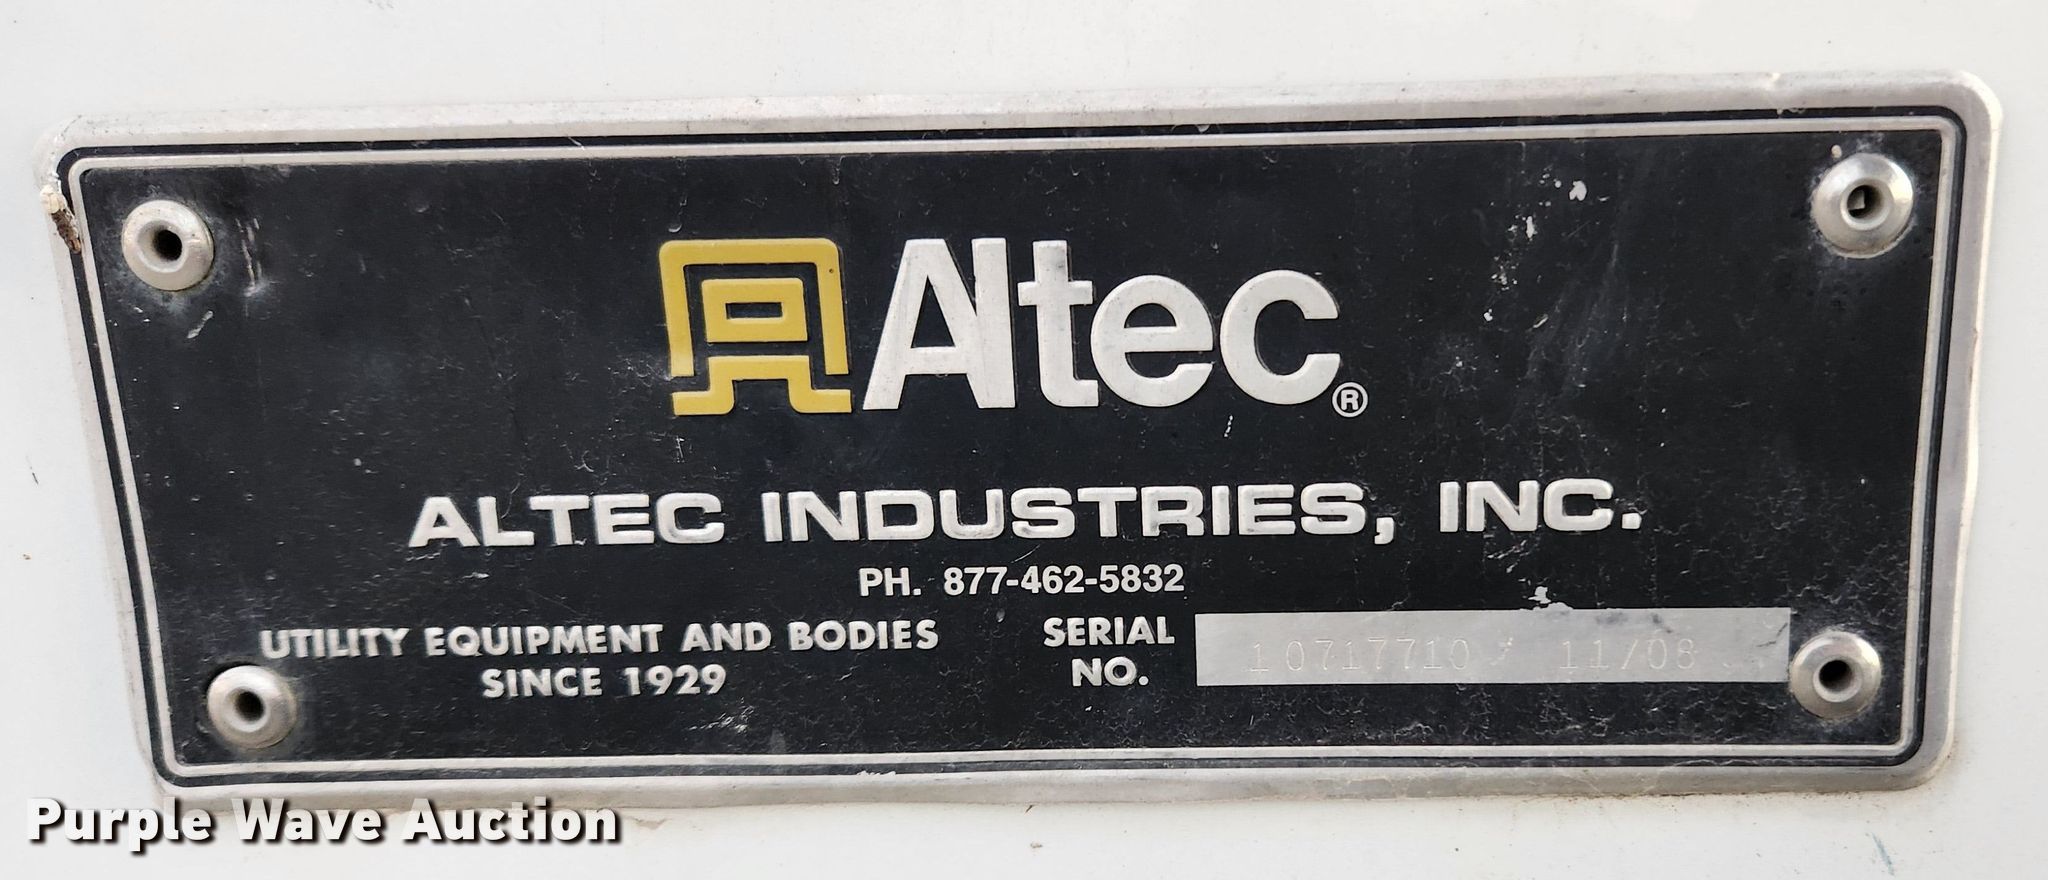 Altec®
ALTEC INDUSTRIES, INC.
PH. 877-462-5832
UTILITY EQUIPMENT AND BODIES
SINCE 1929
SERIAL
NO.
10717710 / 11/08
Purple Wave Auction